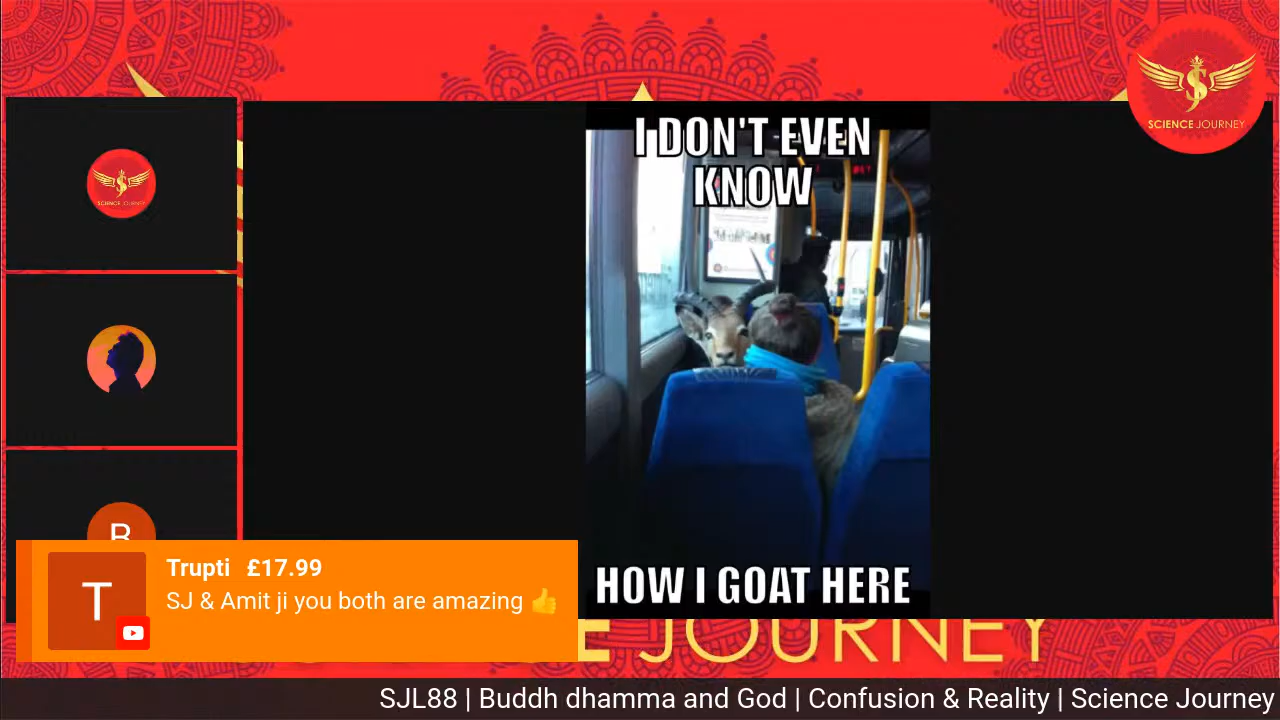 SCIENCE JOURNEY
SCIENCE JOURNEY
I DON'T EVEN
KNOW
HOW I GOAT HERE
R
T
Trupti £17.99
SJ & Amit ji you both are amazing 👍
E JOURNEY
SJL88 | Buddh dhamma and God | Confusion & Reality | Science Journey